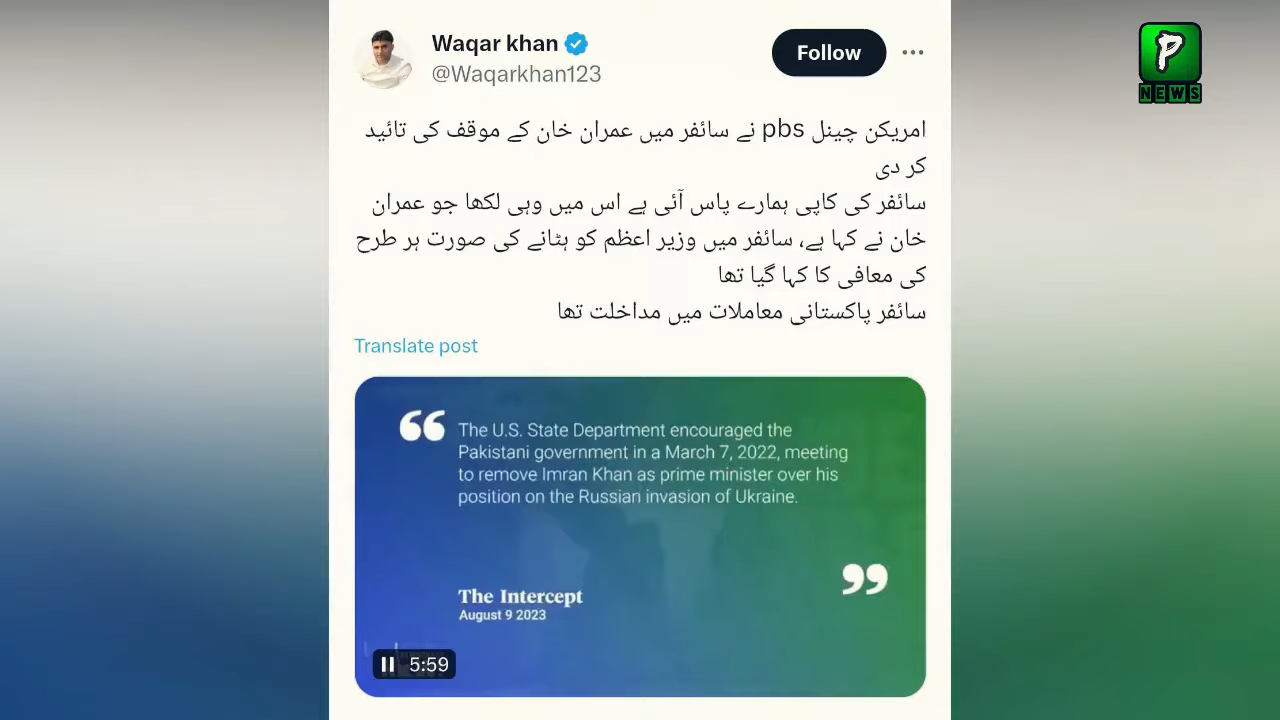 Waqar khan
@Waqarkhan123
Follow
P
NEWS
امریکن چینل pbs نے سائفر میں عمران خان کے موقف کی تائید
کر دی
سائفر کی کاپی ہمارے پاس آئی ہے اس میں وہی لکھا جو عمران
خان نے کہا ہے، سائفر میں وزیر اعظم کو ہٹانے کی صورت ہر طرح
کی معافی کا کہا گیا تھا
سائفر پاکستانی معاملات میں مداخلت تھا
Translate post
“
The U.S. State Department encouraged the
Pakistani government in a March 7, 2022, meeting
to remove Imran Khan as prime minister over his
position on the Russian invasion of Ukraine.
”
The Intercept
August 9 2023
5:59